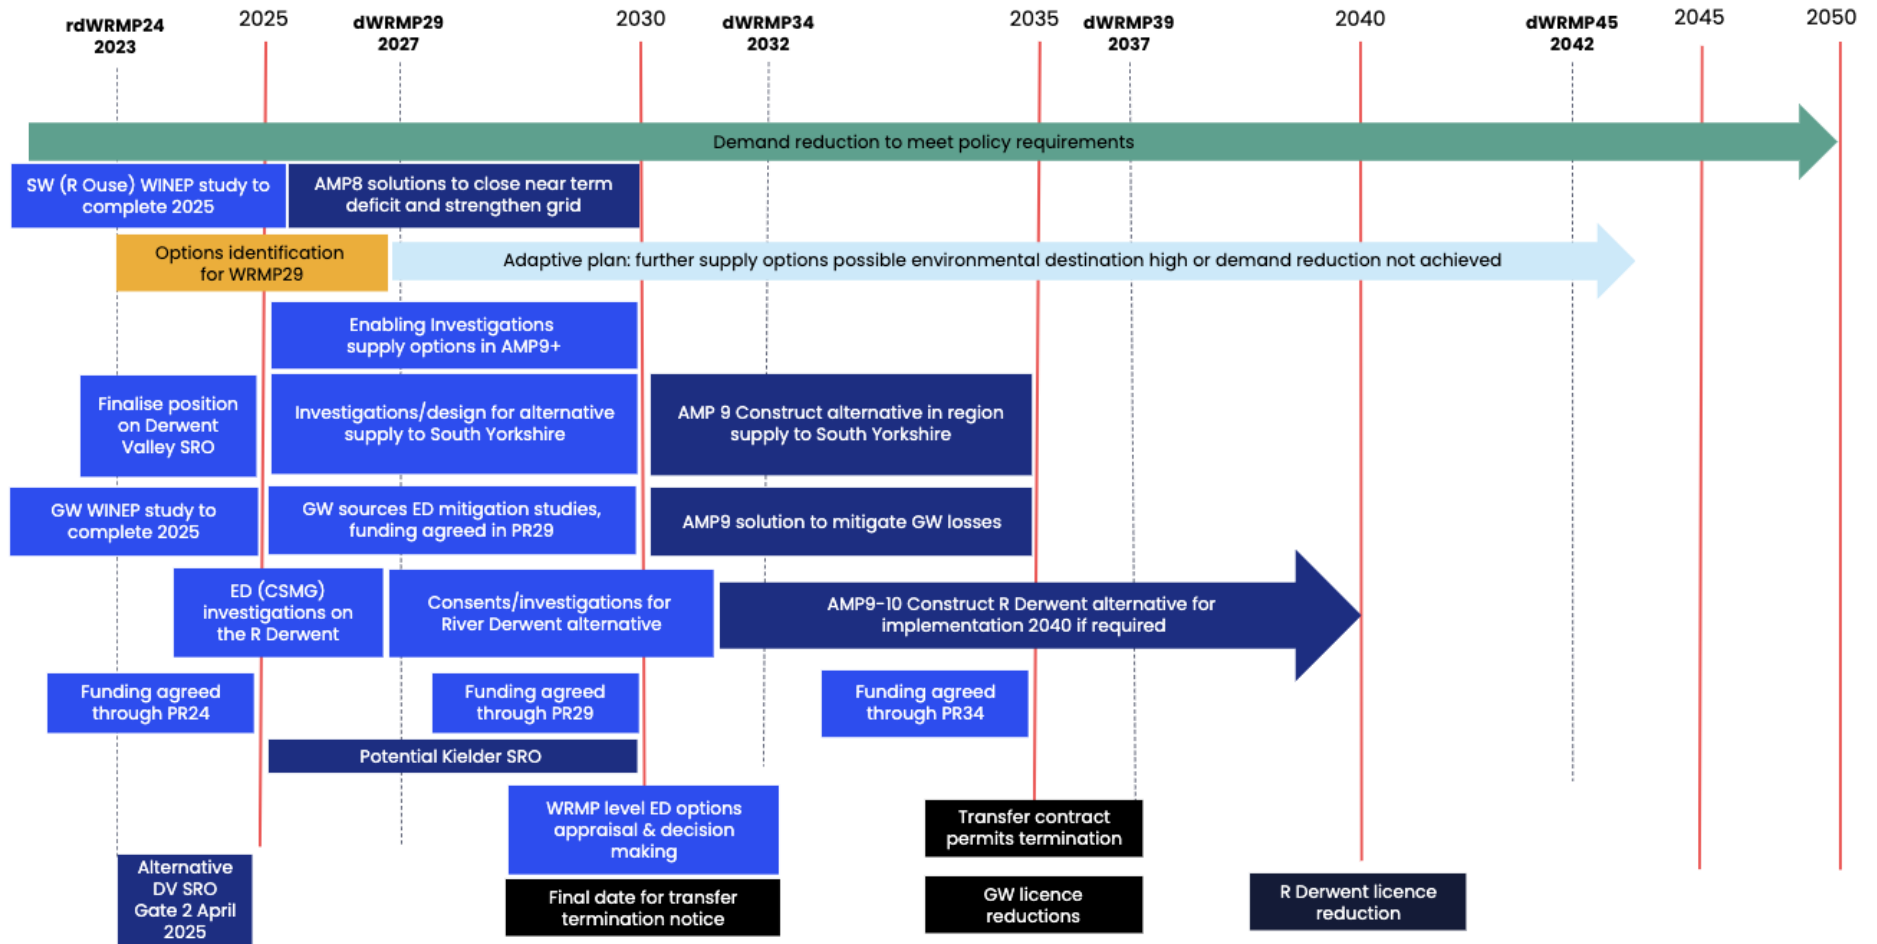 rdWRMP24
2023
2025
dWRMP29
2027
2030
dWRMP34
2032
2035
dWRMP39
2037
2040
dWRMP45
2042
2045
2050
Demand reduction to meet policy requirements
SW (R Ouse) WINEP study to
complete 2025
AMP8 solutions to close near term
deficit and strengthen grid
Options identification
for WRMP29
Adaptive plan: further supply options possible environmental destination high or demand reduction not achieved
Enabling Investigations
supply options in AMP9+
Finalise position
on Derwent
Valley SRO
Investigations/design for alternative
supply to South Yorkshire
AMP 9 Construct alternative in region
supply to South Yorkshire
GW WINEP study to
complete 2025
GW sources ED mitigation studies,
funding agreed in PR29
AMP9 solution to mitigate GW losses
ED (CSMG)
investigations on
the R Derwent
Consents/investigations for
River Derwent alternative
AMP9-10 Construct R Derwent alternative for
implementation 2040 if required
Funding agreed
through PR24
Funding agreed
through PR29
Funding agreed
through PR34
Potential Kielder SRO
WRMP level ED options
appraisal & decision
making
Transfer contract
permits termination
Alternative
DV SRO
Gate 2 April
2025
Final date for transfer
termination notice
GW licence
reductions
R Derwent licence
reduction